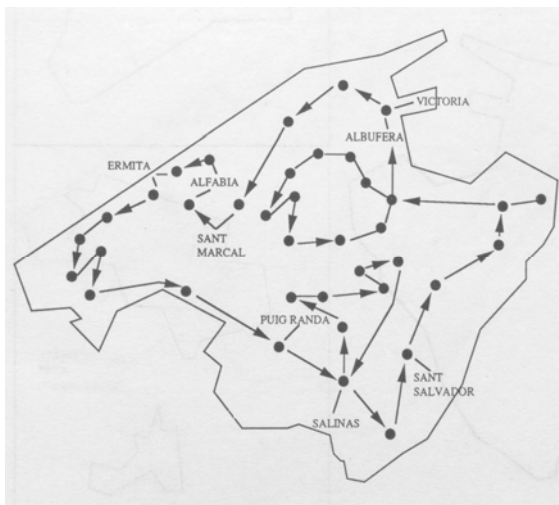 VICTORIA
ALBUFERA
ERMITA
ALFABIA
SANT
MARCAL
PUIG RANDA
SANT
SALVADOR
SALINAS